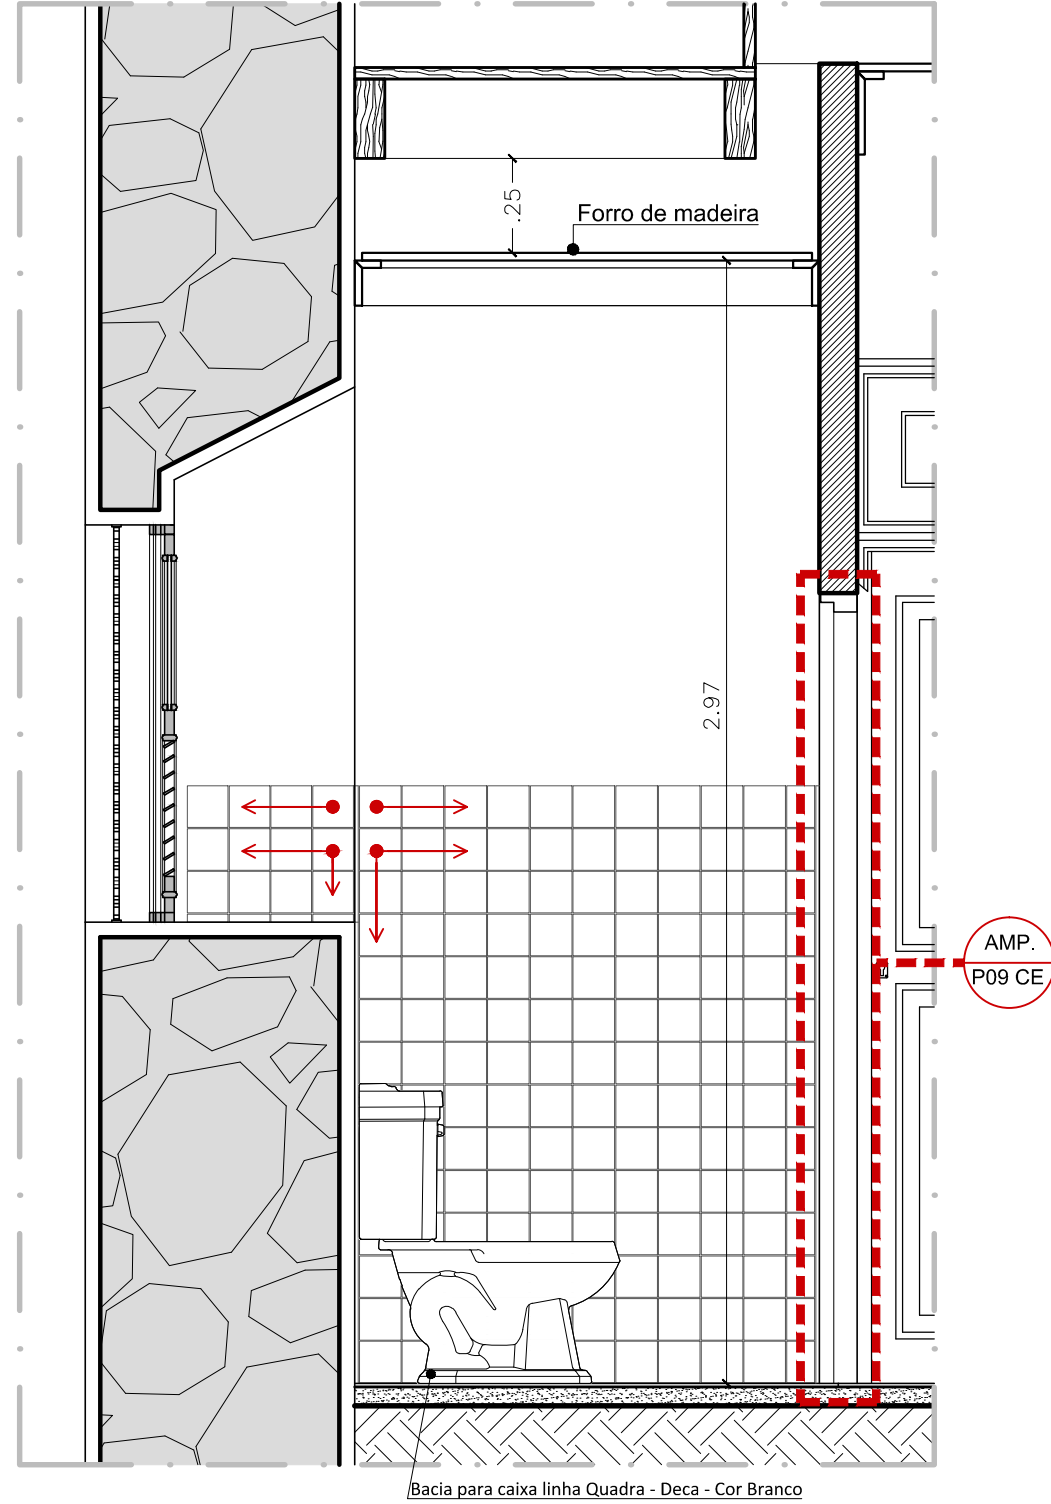 .25
Forro de madeira
2.97
AMP.
P09 CE
Bacia para caixa linha Quadra - Deca - Cor Branco